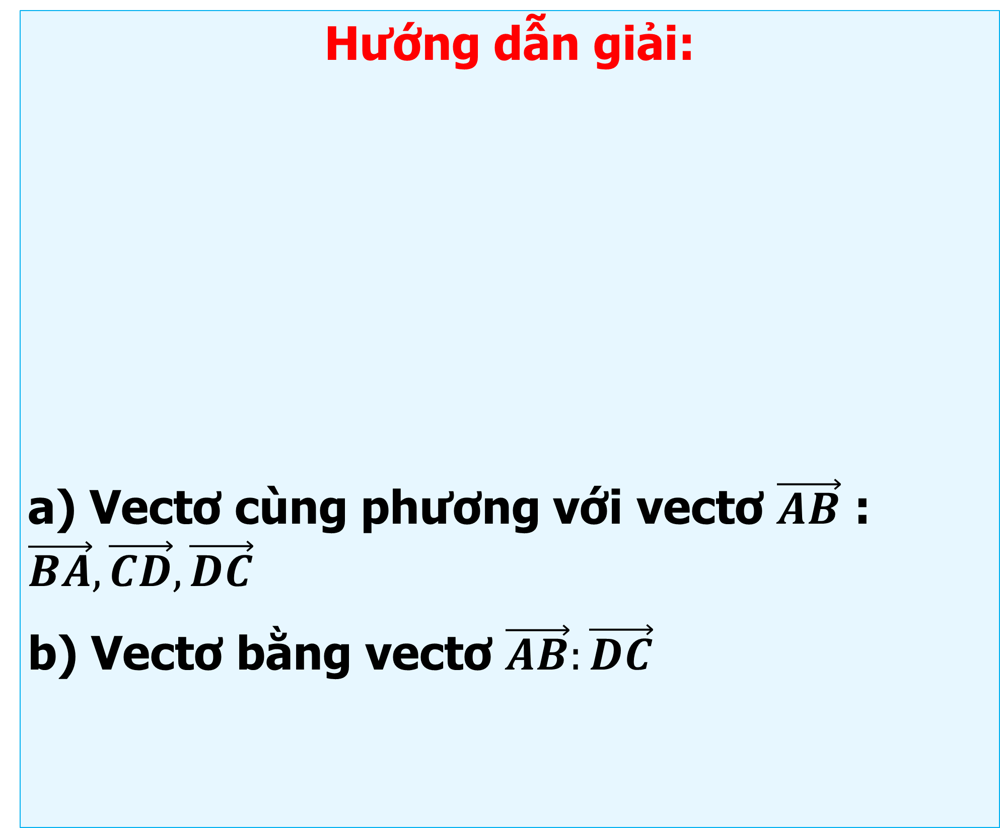 Hướng dẫn giải:
a) Vectơ cùng phương với vectơ $\overrightarrow{AB}$ :
$\overrightarrow{BA}, \overrightarrow{CD}, \overrightarrow{DC}$
b) Vectơ bằng vectơ $\overrightarrow{AB}: \overrightarrow{DC}$